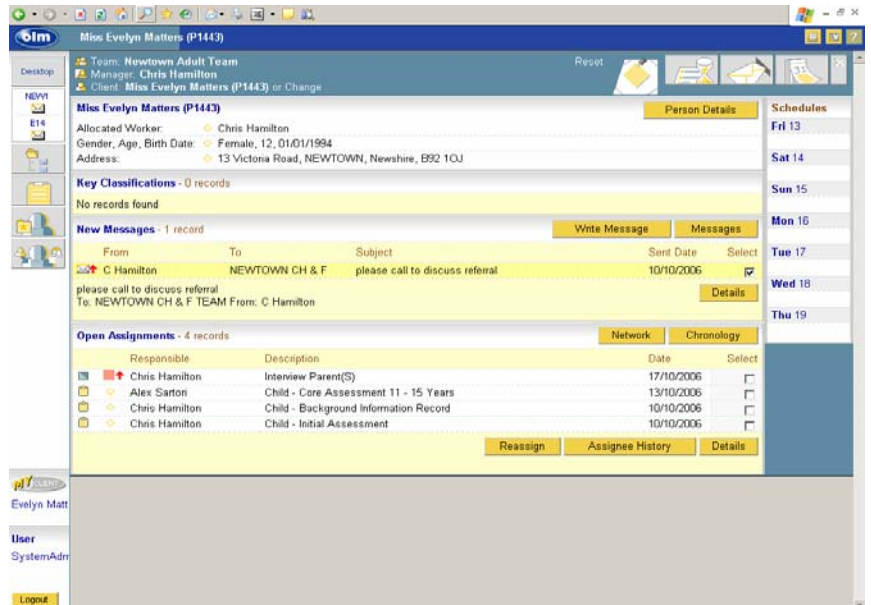 olm Miss Evelyn Matters (P1443)
Desktop
NEWI1
E14
Team: Newtown Adult Team
Manager: Chris Hamilton
Client: Miss Evelyn Matters (P1443) or Change
Reset
Miss Evelyn Matters (P1443)
Person Details
Allocated Worker: Chris Hamilton
Gender, Age, Birth Date: Female, 12, 01/01/1994
Address: 13 Victoria Road, NEWTOWN, Newshire, B92 1OJ
Key Classifications - 0 records
No records found
New Messages - 1 record
Write Message Messages
From To Subject Sent Date Select
C Hamilton NEWTOWN CH & F please call to discuss referral 10/10/2006
please call to discuss referral
To: NEWTOWN CH & F TEAM From: C Hamilton
Details
Open Assignments - 4 records
Network Chronology
Responsible Description Date Select
Chris Hamilton Interview Parent(S) 17/10/2006
Alex Sartori Child - Core Assessment 11 - 15 Years 13/10/2006
Chris Hamilton Child - Background Information Record 10/10/2006
Chris Hamilton Child - Initial Assessment 10/10/2006
Reassign Assignee History Details
Schedules
Fri 13
Sat 14
Sun 15
Mon 16
Tue 17
Wed 18
Thu 19
MY CLIENTS
Evelyn Matt
User
SystemAdm
Logout